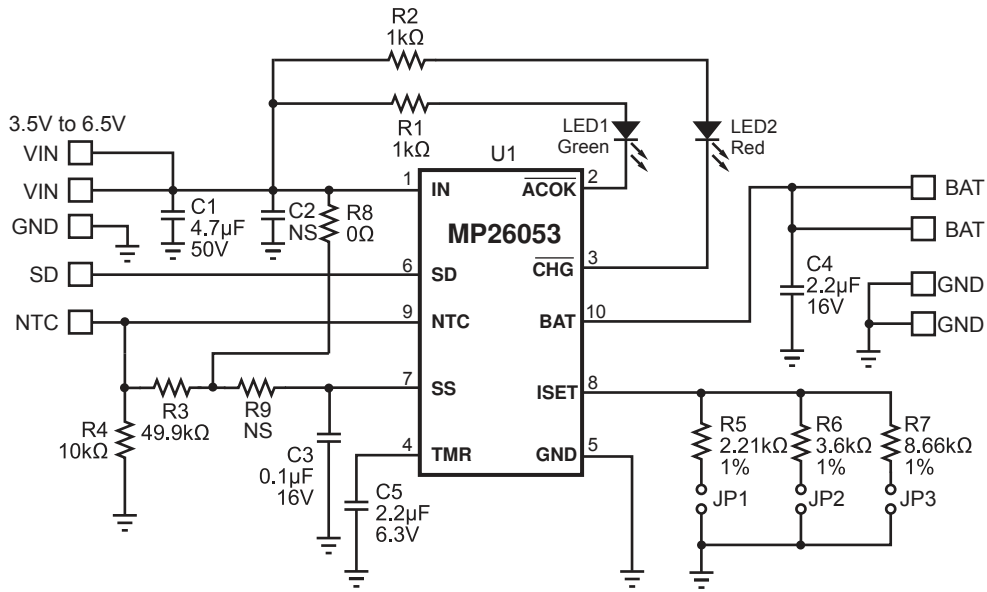 R2
1kΩ
R1
1kΩ
LED1
Green
LED2
Red
3.5V to 6.5V
VIN
VIN
GND
SD
NTC
C1
4.7µF
50V
C2
NS
R8
0Ω
U1
MP26053
1 IN
6 SD
9 NTC
7 SS
4 TMR
ACOK 2
CHG 3
BAT 10
ISET 8
GND 5
R4
10kΩ
R3
49.9kΩ
R9
NS
C3
0.1µF
16V
C5
2.2µF
6.3V
BAT
BAT
GND
GND
C4
2.2µF
16V
R5
2.21kΩ
1%
JP1
R6
3.6kΩ
1%
JP2
R7
8.66kΩ
1%
JP3